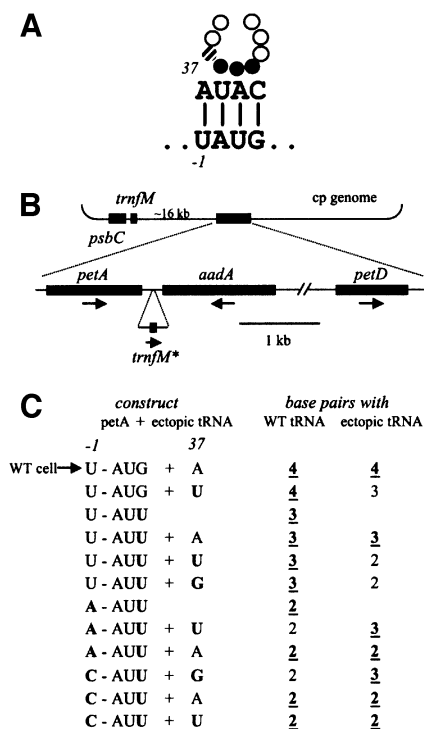 A
37
AUAC
. . UAUG . .
-1
B
trnfM
~16 kb
cp genome
psbC
petA
aadA
petD
//
1 kb
trnfM*
C
construct base pairs with
petA + ectopic tRNA WT tRNA ectopic tRNA
-1 37
WT cell U - AUG + A 4 4
U - AUG + U 4 3
U - AUU 3
U - AUU + A 3 3
U - AUU + U 3 2
U - AUU + G 3 2
A - AUU 2
A - AUU + U 2 3
A - AUU + A 2 2
C - AUU + G 2 3
C - AUU + A 2 2
C - AUU + U 2 2